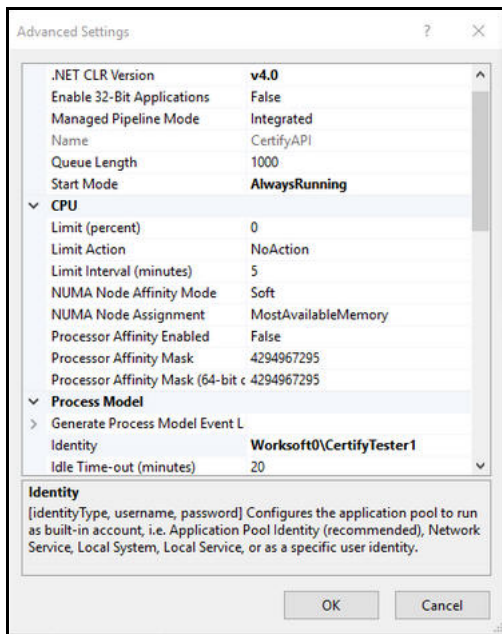 Advanced Settings ? ×
.NET CLR Version v4.0
Enable 32-Bit Applications False
Managed Pipeline Mode Integrated
Name CertifyAPI
Queue Length 1000
Start Mode AlwaysRunning
CPU
Limit (percent) 0
Limit Action NoAction
Limit Interval (minutes) 5
NUMA Node Affinity Mode Soft
NUMA Node Assignment MostAvailableMemory
Processor Affinity Enabled False
Processor Affinity Mask 4294967295
Processor Affinity Mask (64-bit c 4294967295
Process Model
Generate Process Model Event L
Identity Worksoft0\CertifyTester1
Idle Time-out (minutes) 20
Identity
[identityType, username, password] Configures the application pool to run
as built-in account, i.e. Application Pool Identity (recommended), Network
Service, Local System, Local Service, or as a specific user identity.
OK Cancel